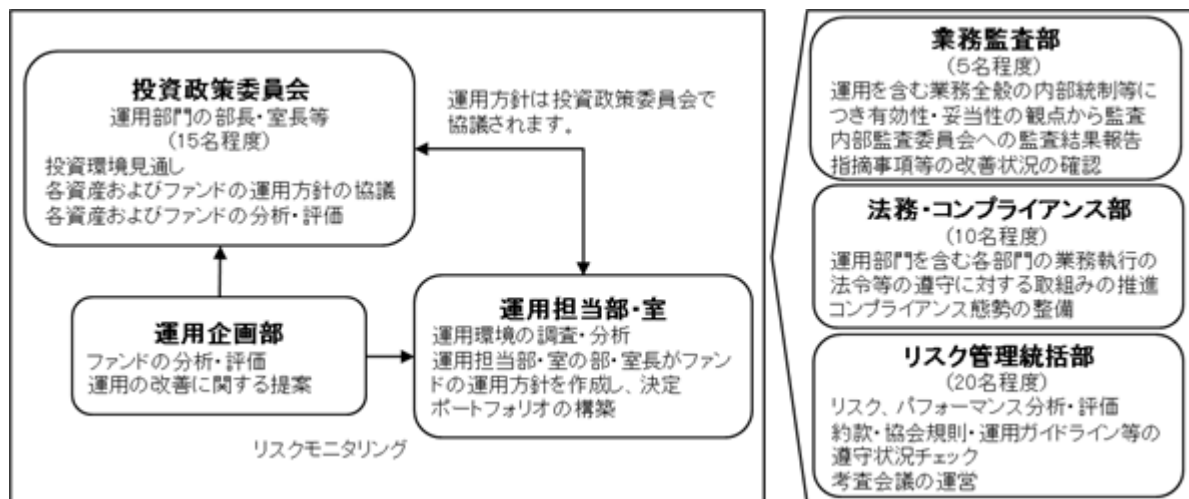 投資政策委員会
運用部門の部長・室長等
(15名程度)
投資環境見通し
各資産およびファンドの運用方針の協議
各資産およびファンドの分析・評価
運用方針は投資政策委員会で
協議されます。
運用企画部
ファンドの分析・評価
運用の改善に関する提案
運用担当部・室
運用環境の調査・分析
運用担当部・室の部・室長がファン
ドの運用方針を作成し、決定
ポートフォリオの構築
リスクモニタリング
業務監査部
(5名程度)
運用を含む業務全般の内部統制等に
つき有効性・妥当性の観点から監査
内部監査委員会への監査結果報告
指摘事項等の改善状況の確認
法務・コンプライアンス部
(10名程度)
運用部門を含む各部門の業務執行の
法令等の遵守に対する取組みの推進
コンプライアンス態勢の整備
リスク管理統括部
(20名程度)
リスク、パフォーマンス分析・評価
約款・協会規則・運用ガイドライン等の
遵守状況チェック
考査会議の運営